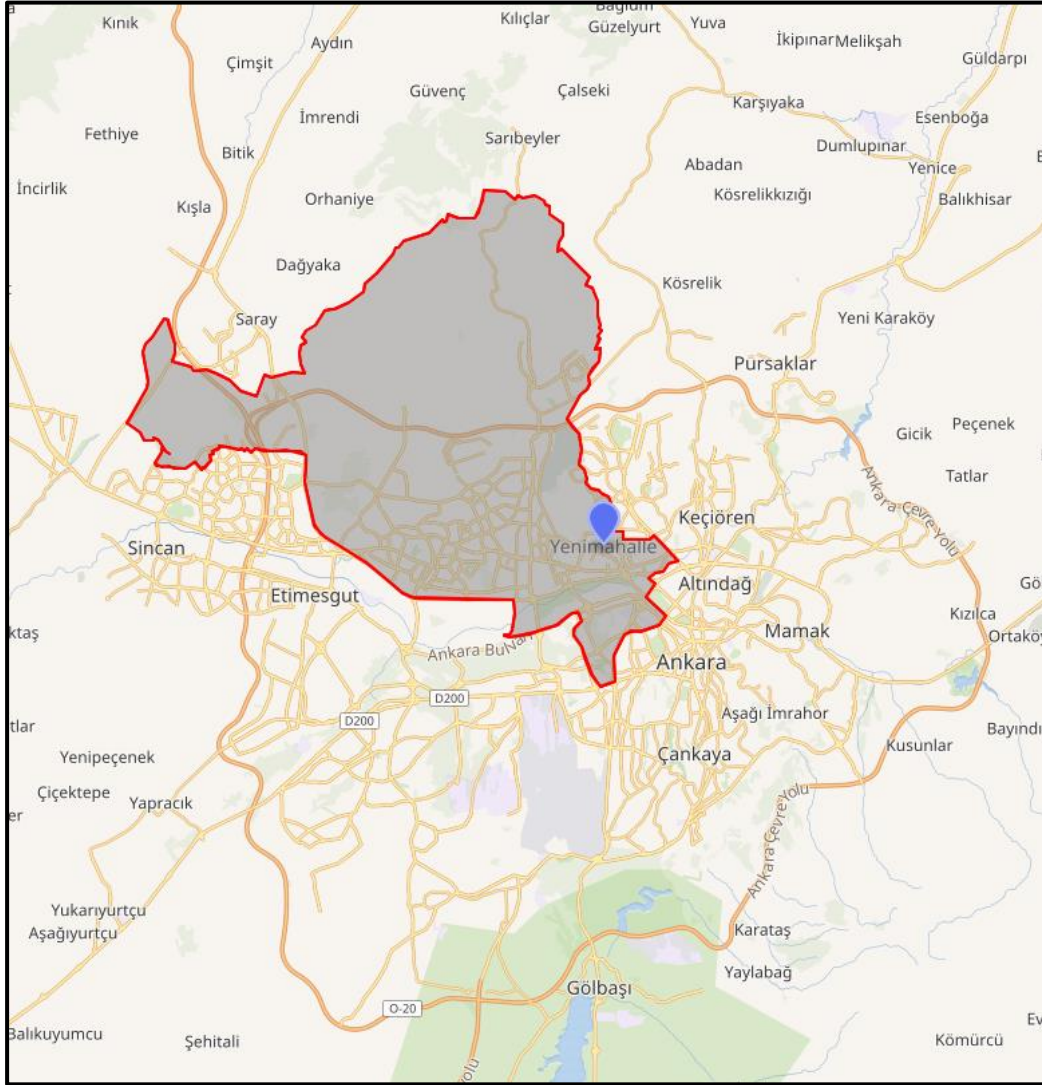 Kınık
Kılıçlar
Bağlum
Güzelyurt
Yuva
Aydın
İkipınar
Melikşah
Güldarpı
Çimşit
Güvenç
Çalseki
Karşıyaka
Esenboğa
İmrendi
Fethiye
Sarıbeyler
Dumlupınar
Bitik
Abadan
Yenice
İncirlik
Orhaniye
Kösrelikkızığı
Balıkhisar
Kışla
Dağyaka
Kösrelik
Saray
Yeni Karaköy
Pursaklar
Peçenek
Gicik
Tatlar
Ankara Çevre Yolu
Keçiören
Sincan
Yenimahalle
Etimesgut
Altındağ
Kızılca
Mamak
Ortaköy
Ankara Bul
Ankara
D200
D200
Aşağı İmrahor
Çankaya
Kusunlar
Yenipeçenek
Çiçektepe
Yapracık
Ankara Çevre Yolu
Yukarıyurtçu
Aşağıyurtçu
Karataş
Yaylabağ
Gölbaşı
O-20
Balıkuyumcu
Şehitali
Kömürcü